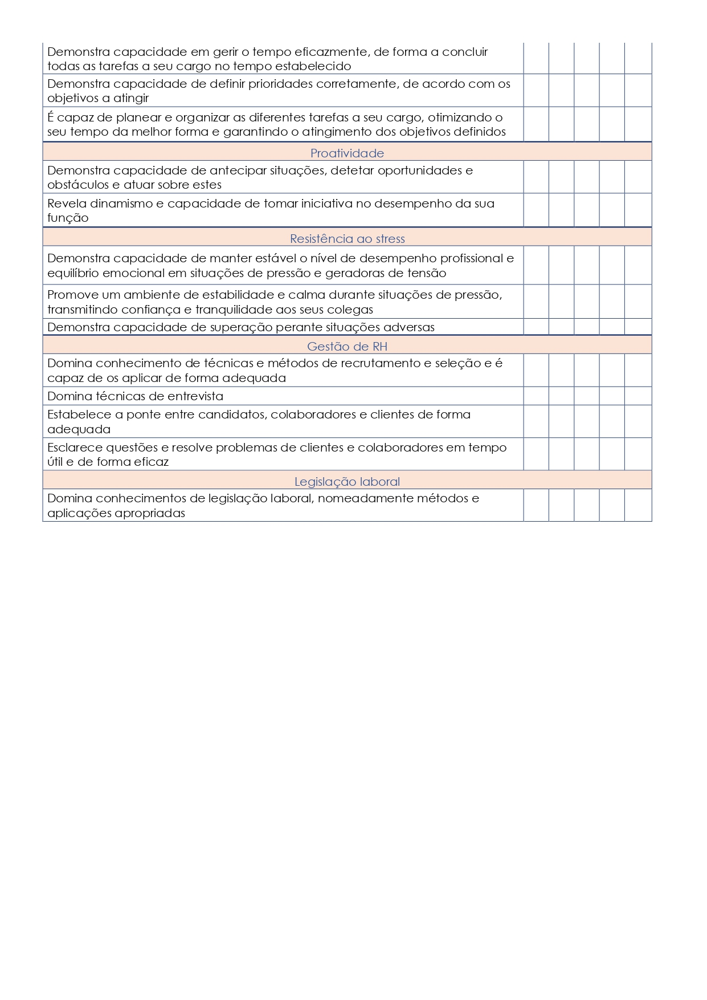 Demonstra capacidade em gerir o tempo eficazmente, de forma a concluir
todas as tarefas a seu cargo no tempo estabelecido
Demonstra capacidade de definir prioridades corretamente, de acordo com os
objetivos a atingir
É capaz de planear e organizar as diferentes tarefas a seu cargo, otimizando o
seu tempo da melhor forma e garantindo o atingimento dos objetivos definidos
Proatividade
Demonstra capacidade de antecipar situações, detetar oportunidades e
obstáculos e atuar sobre estes
Revela dinamismo e capacidade de tomar iniciativa no desempenho da sua
função
Resistência ao stress
Demonstra capacidade de manter estável o nível de desempenho profissional e
equilíbrio emocional em situações de pressão e geradoras de tensão
Promove um ambiente de estabilidade e calma durante situações de pressão,
transmitindo confiança e tranquilidade aos seus colegas
Demonstra capacidade de superação perante situações adversas
Gestão de RH
Domina conhecimento de técnicas e métodos de recrutamento e seleção e é
capaz de os aplicar de forma adequada
Domina técnicas de entrevista
Estabelece a ponte entre candidatos, colaboradores e clientes de forma
adequada
Esclarece questões e resolve problemas de clientes e colaboradores em tempo
útil e de forma eficaz
Legislação laboral
Domina conhecimentos de legislação laboral, nomeadamente métodos e
aplicações apropriadas